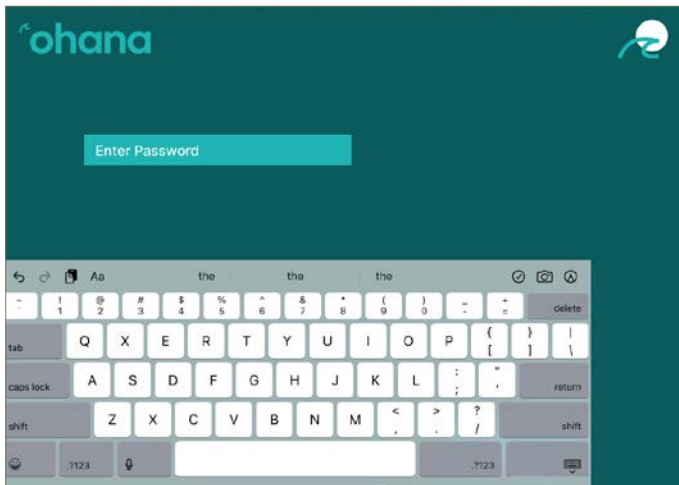 ʻohana
Enter Password
Aa the the the
~ ! @ # $ % ^ & * ( ) _ +
` 1 2 3 4 5 6 7 8 9 0 - = delete
tab Q X E R T Y U I O P { [ } ] | \
caps lock A S D F G H J K L : ; " ' return
shift Z X C V B N M < , > . ? / shift
.?123 .?123